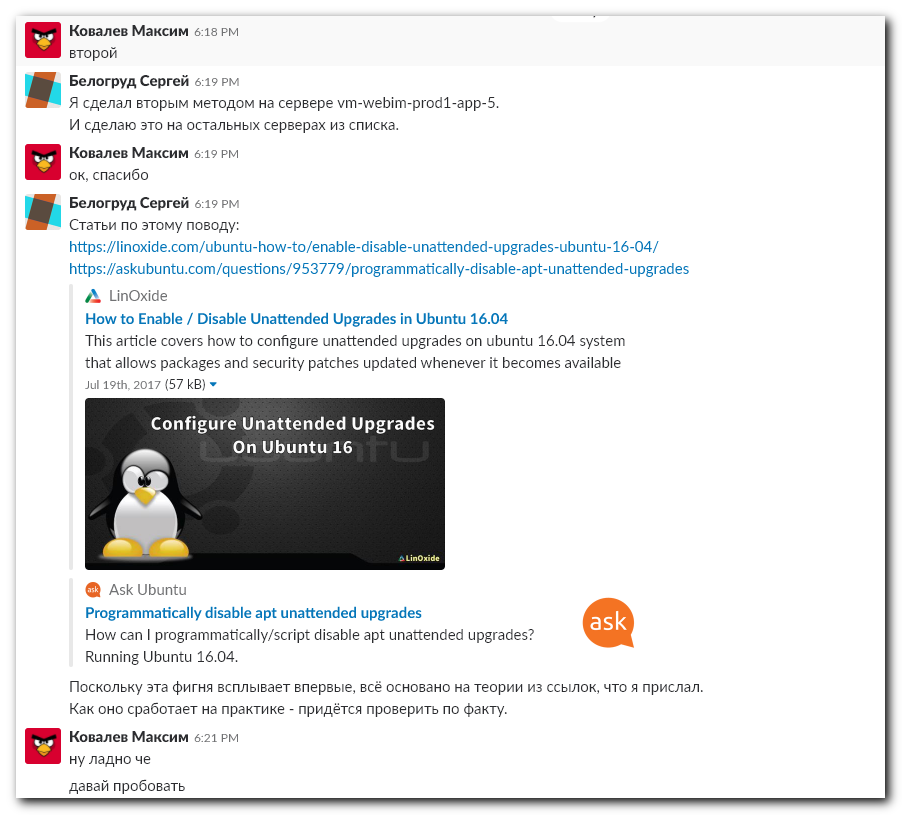 Ковалев Максим 6:18 PM
второй
Белогруд Сергей 6:19 PM
Я сделал вторым методом на сервере vm-webim-prod1-app-5.
И сделаю это на остальных серверах из списка.
Ковалев Максим 6:19 PM
ок, спасибо
Белогруд Сергей 6:19 PM
Статьи по этому поводу:
https://linoxide.com/ubuntu-how-to/enable-disable-unattended-upgrades-ubuntu-16-04/
https://askubuntu.com/questions/953779/programmatically-disable-apt-unattended-upgrades
LinOxide
How to Enable / Disable Unattended Upgrades in Ubuntu 16.04
This article covers how to configure unattended upgrades on ubuntu 16.04 system
that allows packages and security patches updated whenever it becomes available
Jul 19th, 2017 (57 kB)
Configure Unattended Upgrades
On Ubuntu 16
ubuntu
LinOxide
ask Ask Ubuntu
Programmatically disable apt unattended upgrades
ask
How can I programmatically/script disable apt unattended upgrades?
Running Ubuntu 16.04.
Поскольку эта фигня всплывает впервые, всё основано на теории из ссылок, что я прислал.
Как оно сработает на практике - придётся проверить по факту.
Ковалев Максим 6:21 PM
ну ладно че
давай пробовать